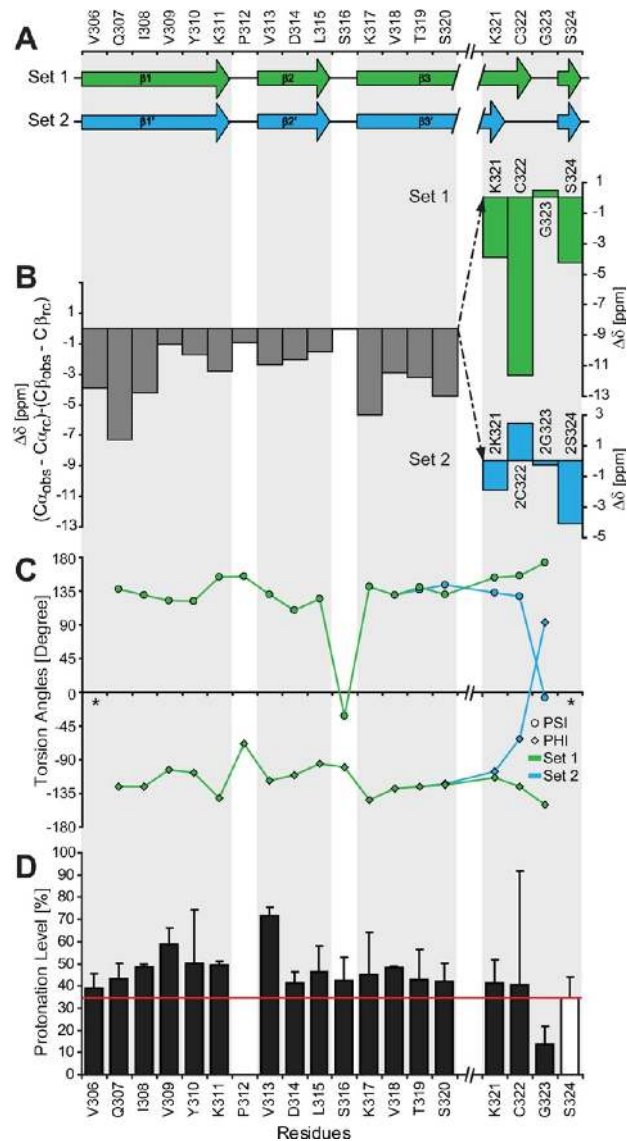 A
V306 Q307 I308 V309 Y310 K311 P312 V313 D314 L315 S316 K317 V318 T319 S320 K321 C322 G323 S324
Set 1 β1 β2 β3
Set 2 β1' β2' β3'
K321 C322 G323 S324
Set 1
1 -1 -3 -5 -7 -9 -11 -13
Δδ [ppm]
B
Δδ [ppm]
(Cα_obs - Cα_rc)-(Cβ_obs - Cβ_rc)
1 -1 -3 -5 -7 -9 -11 -13
Set 2
2K321 2C322 2G323 2S324
3 1 -1 -3 -5
Δδ [ppm]
C
Torsion Angles [Degree]
180
135
90
45
0
-45
-90
-135
-180
* *
PSI
PHI
Set 1
Set 2
D
Protonation Level [%]
100
90
80
70
60
50
40
30
20
10
0
V306 Q307 I308 V309 Y310 K311 P312 V313 D314 L315 S316 K317 V318 T319 S320 K321 C322 G323 S324
Residues